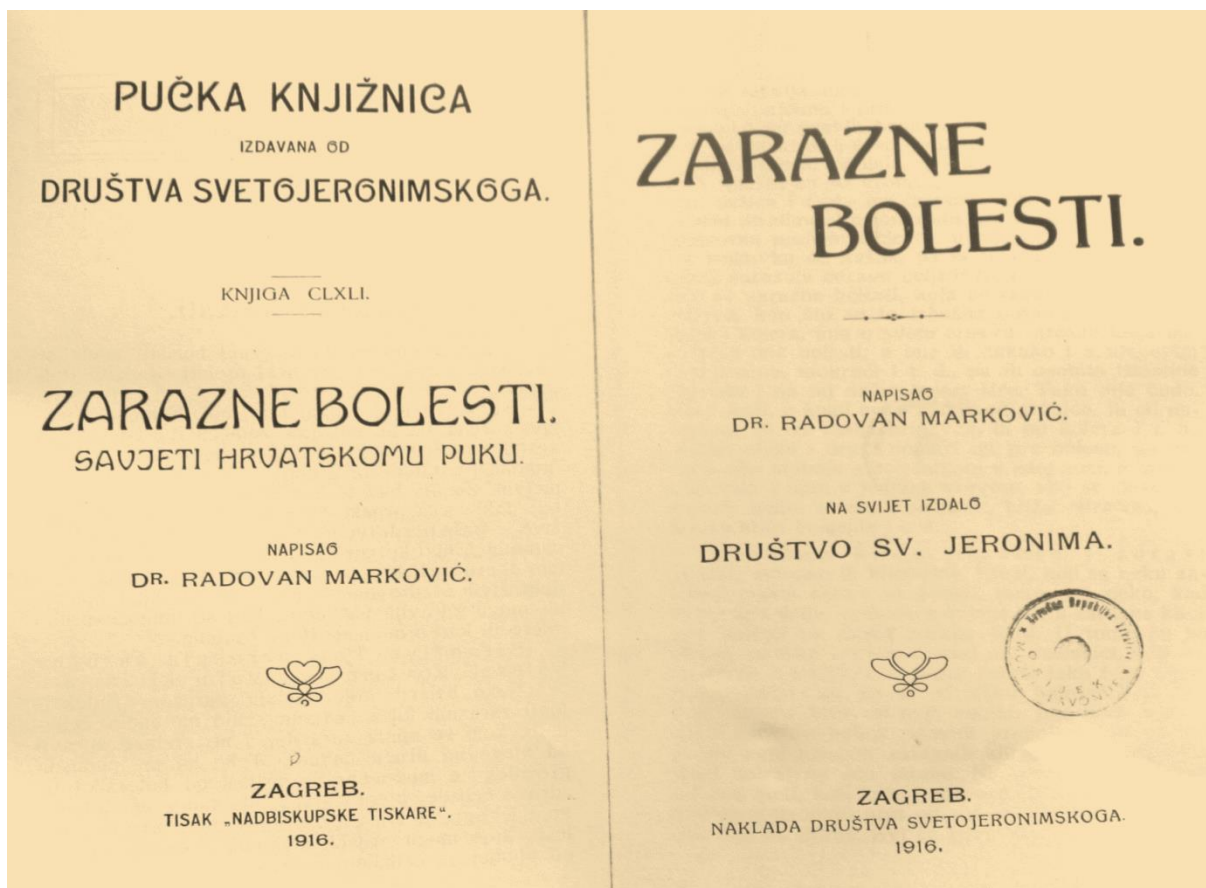 PUČKA KNJIŽNICA
IZDAVANA OD
DRUŠTVA SVETOJERONIMSKOGA.
KNJIGA CLXLI.
ZARAZNE BOLESTI.
SAVJETI HRVATSKOMU PUKU.
NAPISAO
DR. RADOVAN MARKOVIĆ.
ZAGREB.
TISAK „NADBISKUPSKE TISKARE“.
1916.
ZARAZNE
BOLESTI.
NAPISAO
DR. RADOVAN MARKOVIĆ.
NA SVIJET IZDALO
DRUŠTVO SV. JERONIMA.
ZAGREB.
NAKLADA DRUŠTVA SVETOJERONIMSKOGA.
1916.